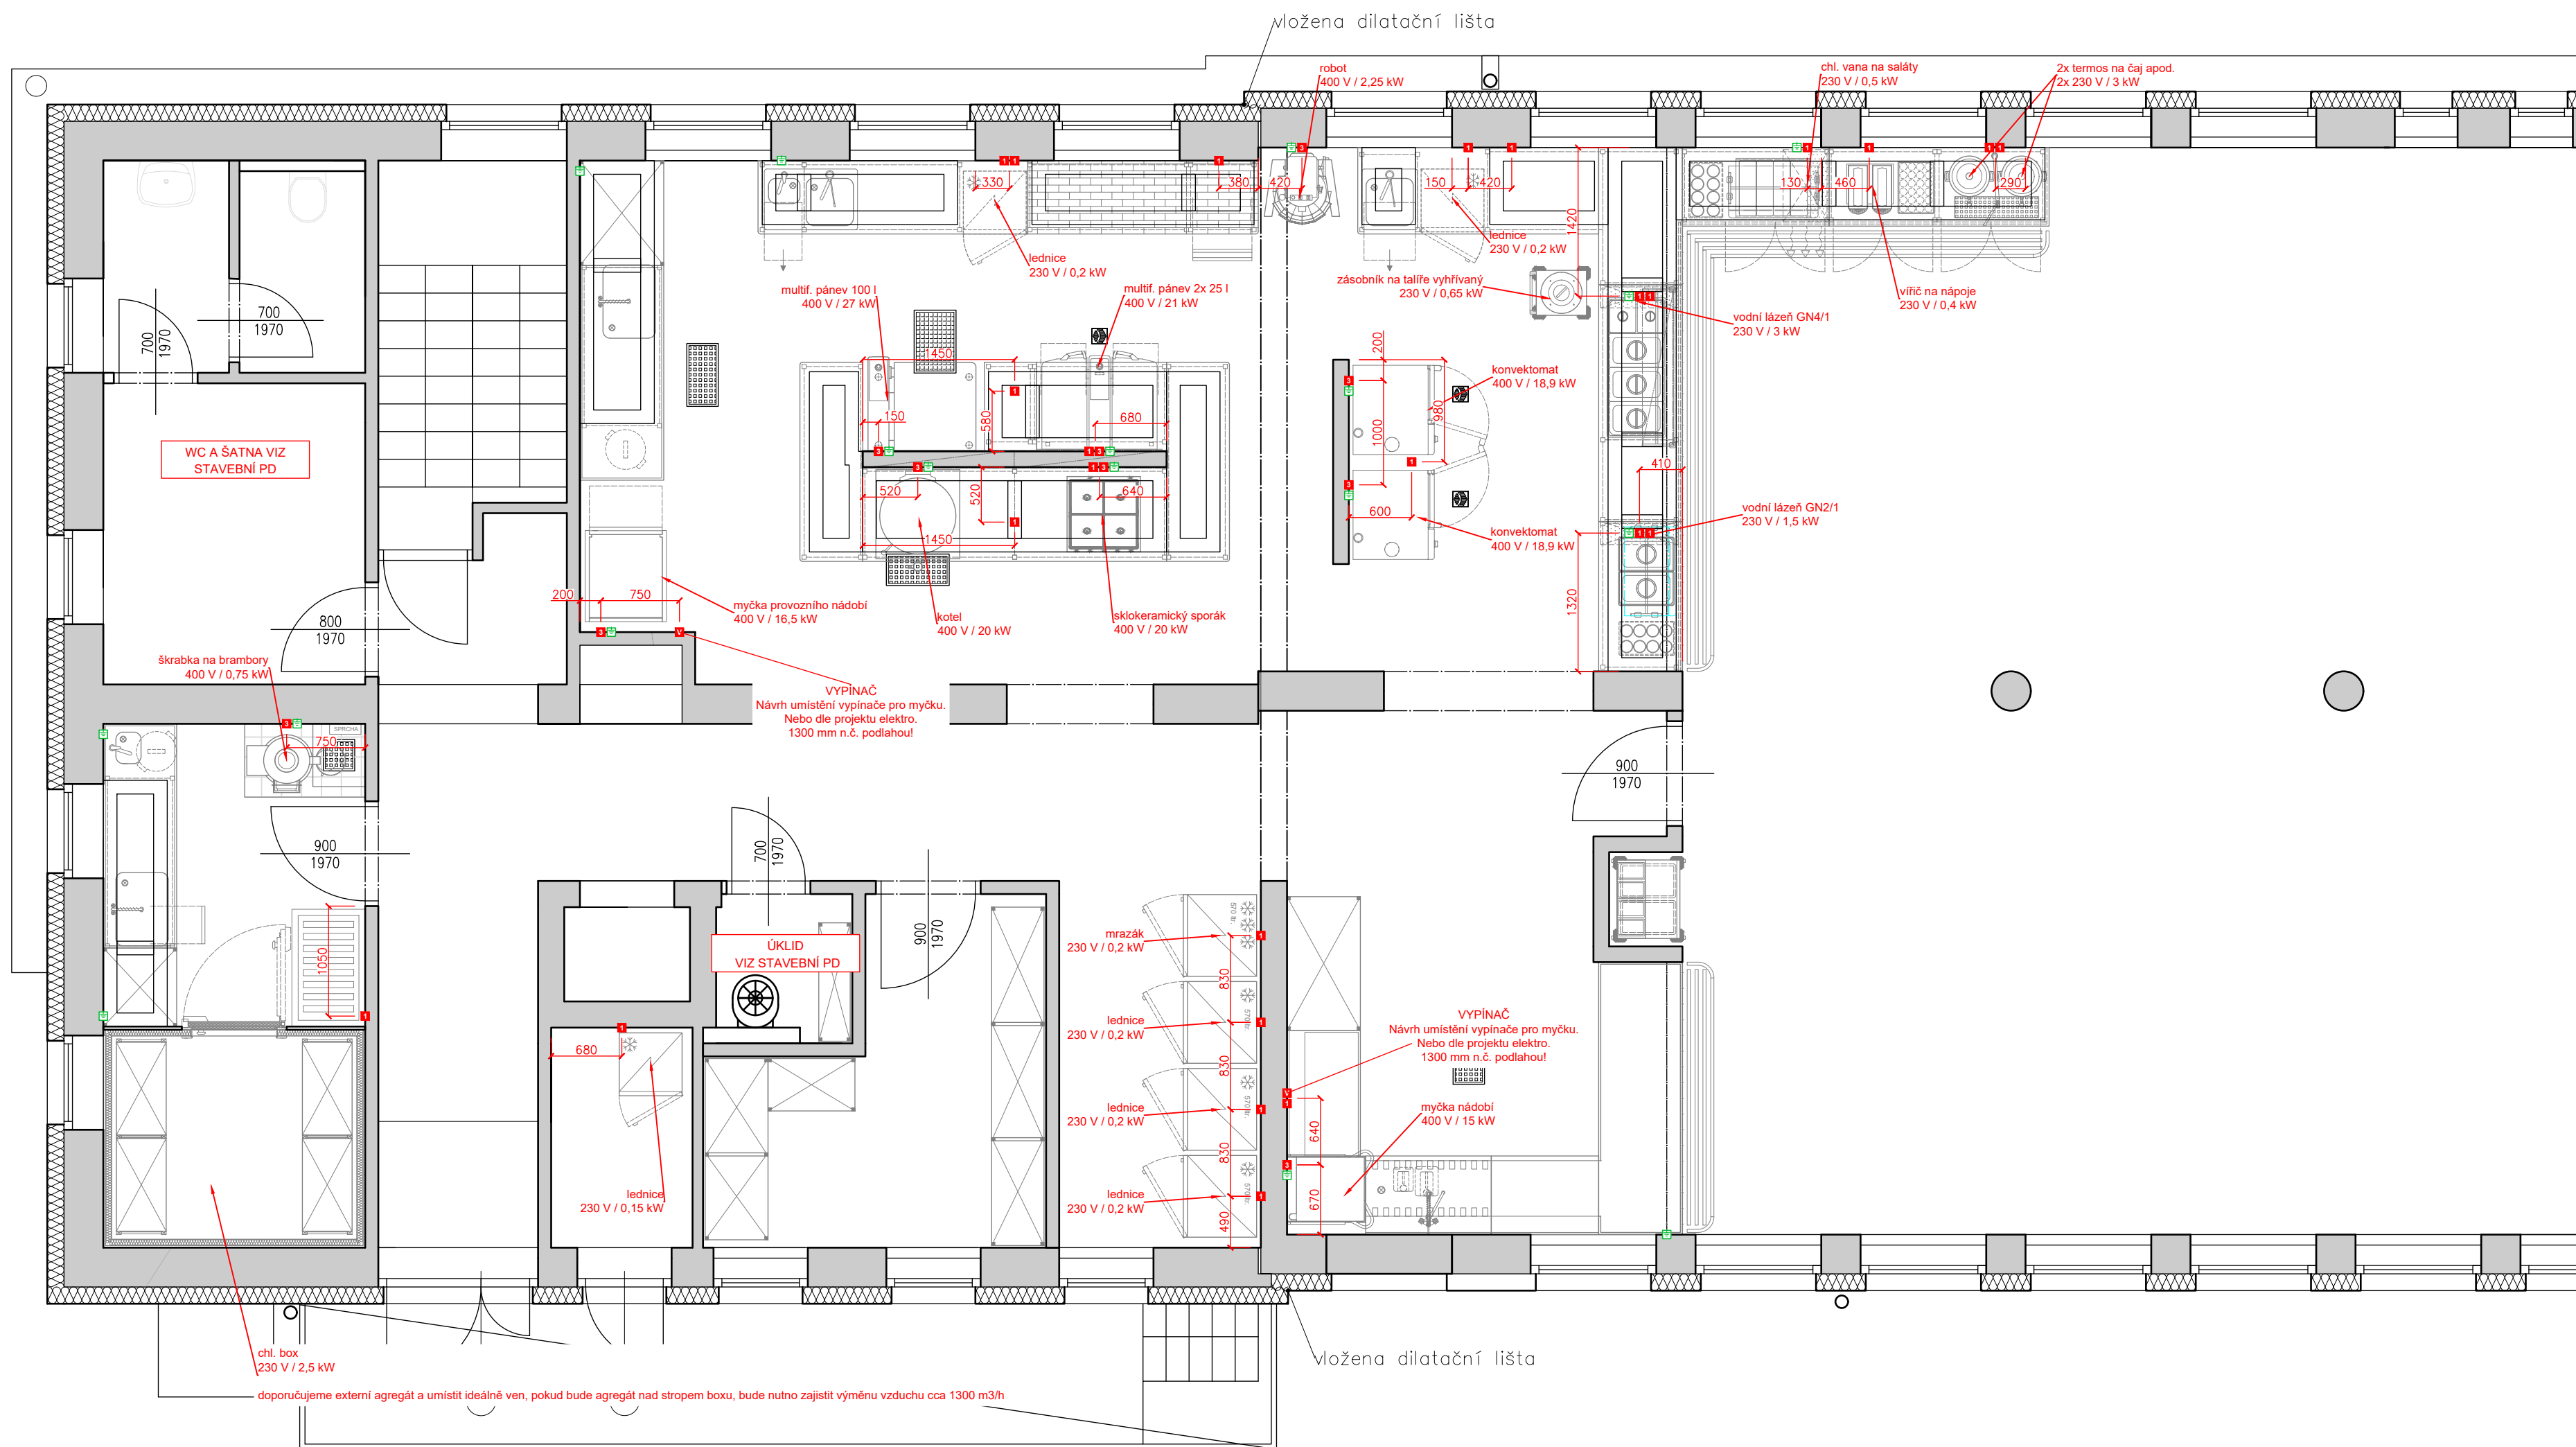 vložena dilatační lišta
robot
400 V / 2,25 kW
chl. vana na saláty
230 V / 0,5 kW
2x termos na čaj apod.
2x 230 V / 3 kW
330
380
420
150
420
130
460
290
1420
lednice
230 V / 0,2 kW
lednice
230 V / 0,2 kW
zásobník na talíře vyhřívaný
230 V / 0,65 kW
multif. pánev 100 l
400 V / 27 kW
multif. pánev 2x 25 l
400 V / 21 kW
vířič na nápoje
230 V / 0,4 kW
vodní lázeň GN4/1
230 V / 3 kW
700
1970
700
1970
1450
200
konvektomat
400 V / 18,9 kW
150
580
680
1000
980
WC A ŠATNA VIZ
STAVEBNÍ PD
410
520
520
640
600
vodní lázeň GN2/1
230 V / 1,5 kW
1450
konvektomat
400 V / 18,9 kW
200
750
1320
myčka provozního nádobí
400 V / 16,5 kW
kotel
400 V / 20 kW
sklokeramický sporák
400 V / 20 kW
800
1970
škrabka na brambory
400 V / 0,75 kW
VYPÍNAČ
Návrh umístění vypínače pro myčku.
Nebo dle projektu elektro.
1300 mm n.č. podlahou!
SPRCHA
750
900
1970
900
1970
700
1970
900
1970
1050
ÚKLID
VIZ STAVEBNÍ PD
mrazák
230 V / 0,2 kW
570 ltr
830
lednice
230 V / 0,2 kW
570 ltr
830
lednice
230 V / 0,2 kW
570 ltr
830
lednice
230 V / 0,2 kW
570 ltr
490
680
lednice
230 V / 0,15 kW
VYPÍNAČ
Návrh umístění vypínače pro myčku.
Nebo dle projektu elektro.
1300 mm n.č. podlahou!
myčka nádobí
400 V / 15 kW
640
670
chl. box
230 V / 2,5 kW
vložena dilatační lišta
doporučujeme externí agregát a umístit ideálně ven, pokud bude agregát nad stropem boxu, bude nutno zajistit výměnu vzduchu cca 1300 m3/h